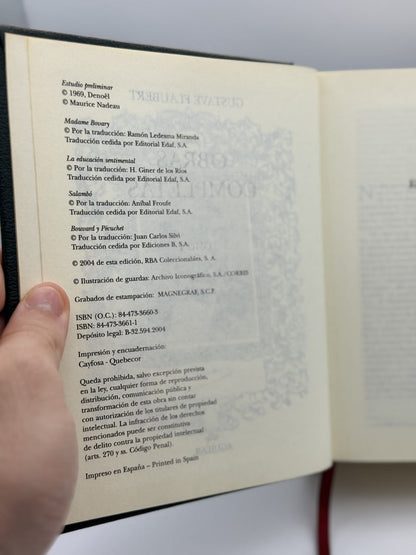 Estudio preliminar
© 1969, Denoël
© Maurice Nadeau
Madame Bovary
© Por la traducción: Ramón Ledesma Miranda
Traducción cedida por Editorial Edaf, S.A.
La educación sentimental
© Por la traducción: H. Giner de los Ríos
Traducción cedida por Editorial Edaf, S.A.
Salambó
© Por la traducción: Aníbal Froufe
Traducción cedida por Editorial Edaf, S.A.
Bouvard y Pécuchet
© Por la traducción: Juan Carlos Silvi
Traducción cedida por Ediciones B, S.A.
© 2004 de esta edición, RBA Coleccionables, S. A.
© Ilustración de guardas: Archivo Iconográfico, S.A./CORBIS
Grabados de estampación: MAGNEGRAF, S.C.P.
ISBN (O.C.): 84-473-3660-3
ISBN: 84-473-3661-1
Depósito legal: B-32.594.2004
Impresión y encuadernación:
Cayfosa - Quebecor
Queda prohibida, salvo excepción prevista
en la ley, cualquier forma de reproducción,
distribución, comunicación pública y
transformación de esta obra sin contar
con autorización de los titulares de propiedad
intelectual. La infracción de los derechos
mencionados puede ser constitutiva
de delito contra la propiedad intelectual
(arts. 270 y ss. Código Penal).
Impreso en España – Printed in Spain
GUSTAVE FLAUBERT
OBRAS